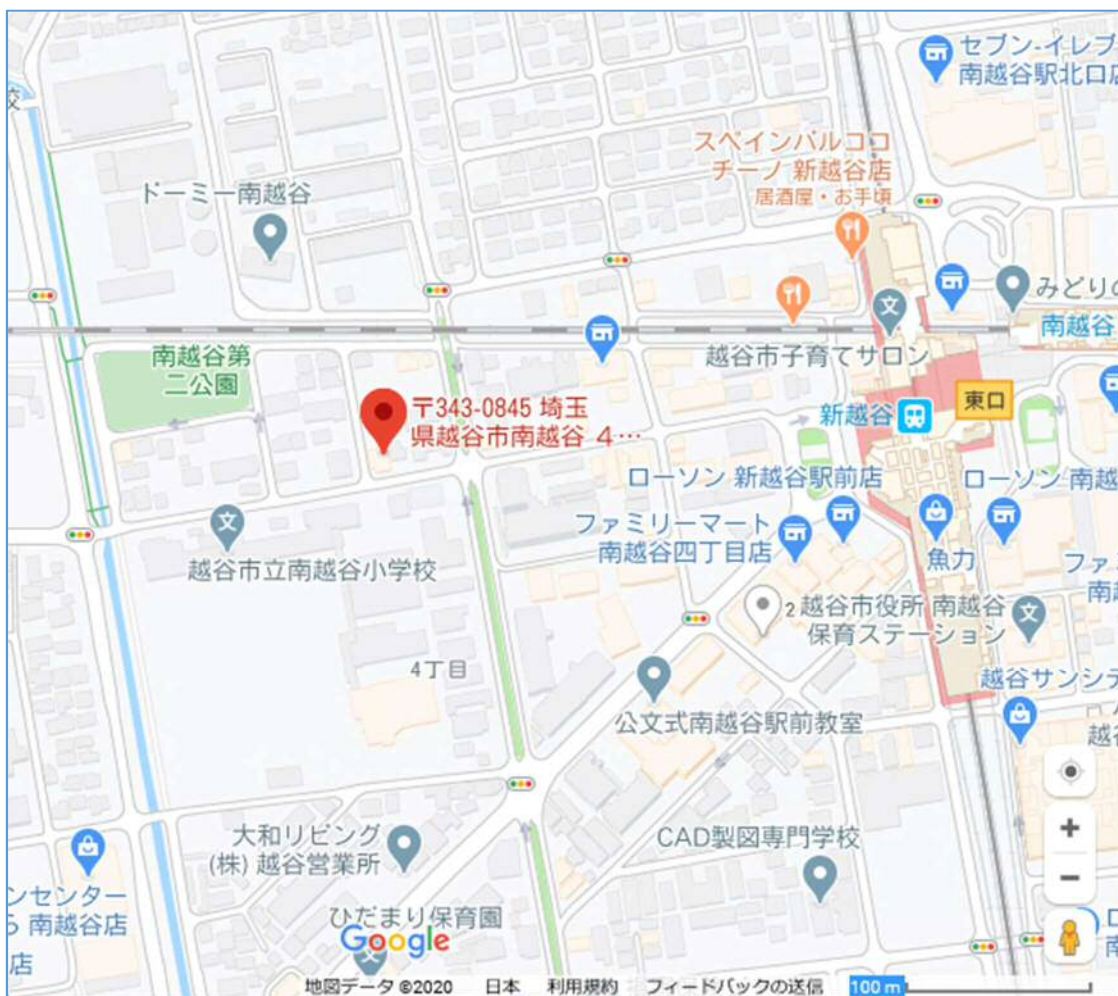 セブン-イレブ
南越谷駅北口店
校
スペインバルココ
チーノ 新越谷店
居酒屋・お手頃
ドーミー南越谷
みどりの
南越谷
南越谷第
二公園
越谷市子育てサロン
〒343-0845 埼玉
県越谷市南越谷 4…
新越谷
東口
ローソン 新越谷駅前店
ローソン 南越
ファミリーマート
南越谷四丁目店
魚力
越谷市立南越谷小学校
ファ
南
2 越谷市役所 南越谷
保育ステーション
4丁目
越谷サンシテ
公文式南越谷駅前教室
越谷
大和リビング
(株) 越谷営業所
CAD製図専門学校
ンセンター
南越谷店
ひだまり保育園
Google
店
ロ
南
地図データ ©2020 日本 利用規約 フィードバックの送信 100 m